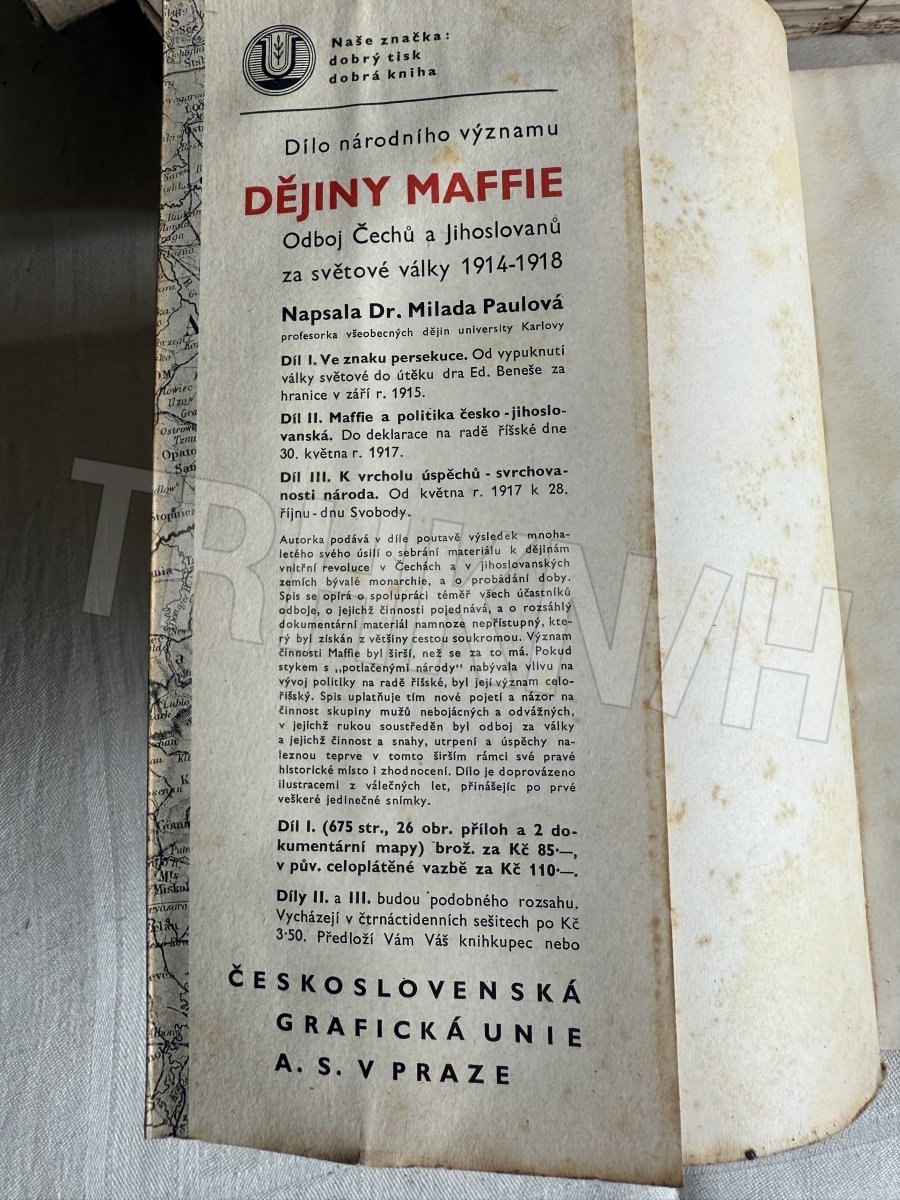 Naše značka:
dobrý tisk
dobrá kniha
Dílo národního významu
DĚJINY MAFFIE
Odboj Čechů a Jihoslovanů
za světové války 1914-1918
Napsala Dr. Milada Paulová
profesorka všeobecných dějin university Karlovy
Díl I. Ve znaku persekuce. Od vypuknutí
války světové do útěku dra Ed. Beneše za
hranice v září r. 1915.
Díl II. Maffie a politika česko-jihoslo-
vanská. Do deklarace na radě říšské dne
30. května r. 1917.
Díl III. K vrcholu úspěchů - svrchova-
nosti národa. Od května r. 1917 k 28.
říjnu - dnu Svobody.
Autorka podává v díle poutavě výsledek mnoha-
letého svého úsilí o sebrání materiálu k dějinám
vnitřní revoluce v Čechách a v jihoslovanských
zemích bývalé monarchie, a o probádání doby.
Spis se opírá o spolupráci téměř všech účastníků
odboje, o jejichž činnosti pojednává, a o rozsáhlý
dokumentární materiál namnoze nepřístupný, kte-
rý byl získán z většiny cestou soukromou. Význam
činnosti Maffie byl širší, než se za to má. Pokud
stykem s „potlačenými národy“ nabývala vlivu na
vývoj politiky na radě říšské, byl její význam celo-
říšský. Spis uplatňuje tím nové pojetí a názor na
činnost skupiny mužů nebojácných a odvážných,
v jejichž rukou soustředěn byl odboj za války
a jejichž činnost a snahy, utrpení a úspěchy na-
leznou teprve v tomto širším rámci své pravé
historické místo i zhodnocení. Dílo je doprovázeno
ilustracemi z válečných let, přinášejíc po prvé
veškeré jedinečné snímky.
Díl I. (675 str., 26 obr. příloh a 2 do-
kumentární mapy) brož. za Kč 85·—,
v pův. celoplátěné vazbě za Kč 110·—.
Díly II. a III. budou podobného rozsahu.
Vycházejí v čtrnáctidenních sešitech po Kč
3·50. Předloží Vám Váš knihkupec nebo
ČESKOSLOVENSKÁ
GRAFICKÁ UNIE
A. S. V PRAZE